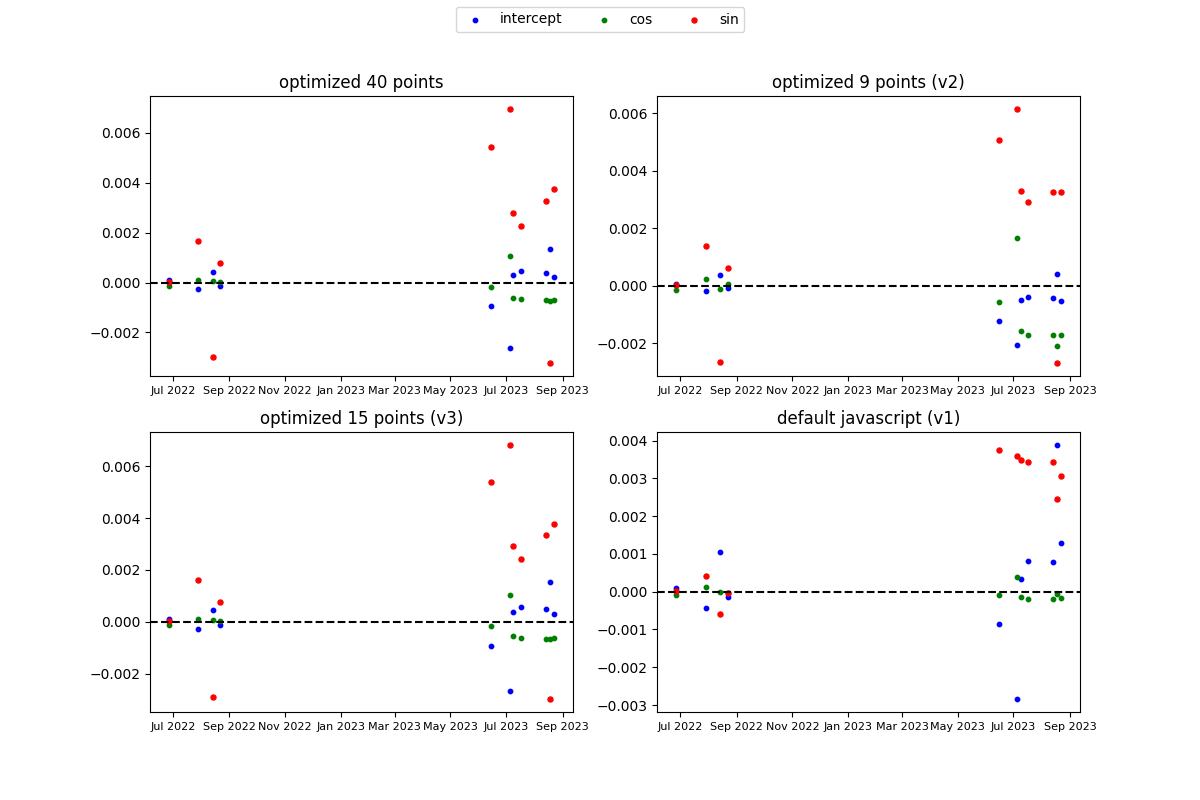 intercept cos sin
optimized 40 points
0.006
0.004
0.002
0.000
−0.002
Jul 2022 Sep 2022 Nov 2022 Jan 2023 Mar 2023 May 2023 Jul 2023 Sep 2023
optimized 9 points (v2)
0.006
0.004
0.002
0.000
−0.002
Jul 2022 Sep 2022 Nov 2022 Jan 2023 Mar 2023 May 2023 Jul 2023 Sep 2023
optimized 15 points (v3)
0.006
0.004
0.002
0.000
−0.002
Jul 2022 Sep 2022 Nov 2022 Jan 2023 Mar 2023 May 2023 Jul 2023 Sep 2023
default javascript (v1)
0.004
0.003
0.002
0.001
0.000
−0.001
−0.002
−0.003
Jul 2022 Sep 2022 Nov 2022 Jan 2023 Mar 2023 May 2023 Jul 2023 Sep 2023